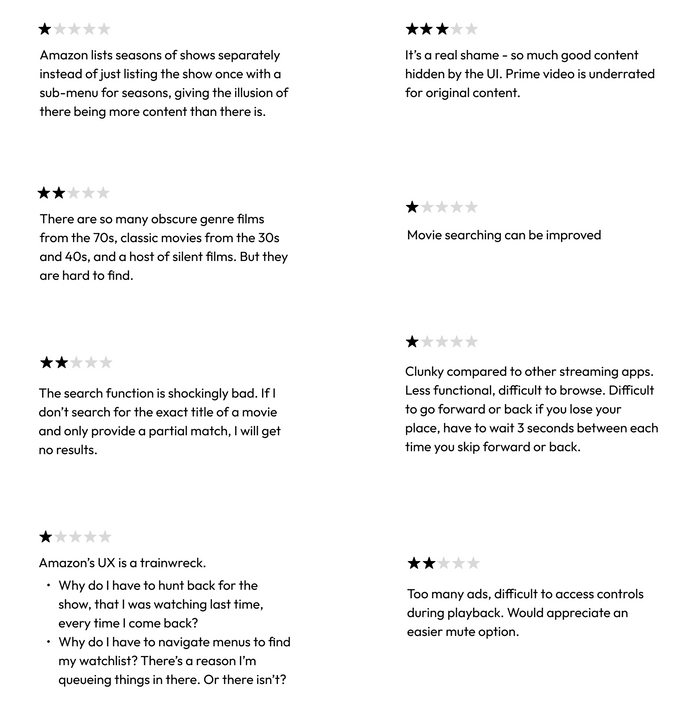 Amazon lists seasons of shows separately
instead of just listing the show once with a
sub-menu for seasons, giving the illusion of
there being more content than there is.
There are so many obscure genre films
from the 70s, classic movies from the 30s
and 40s, and a host of silent films. But they
are hard to find.
The search function is shockingly bad. If I
don't search for the exact title of a movie
and only provide a partial match, I will get
no results.
Amazon's UX is a trainwreck.
• Why do I have to hunt back for the
show, that I was watching last time,
every time I come back?
• Why do I have to navigate menus to find
my watchlist? There's a reason I'm
queueing things in there. Or there isn't?
It's a real shame - so much good content
hidden by the UI. Prime video is underrated
for original content.
Movie searching can be improved
Clunky compared to other streaming apps.
Less functional, difficult to browse. Difficult
to go forward or back if you lose your
place, have to wait 3 seconds between each
time you skip forward or back.
Too many ads, difficult to access controls
during playback. Would appreciate an
easier mute option.